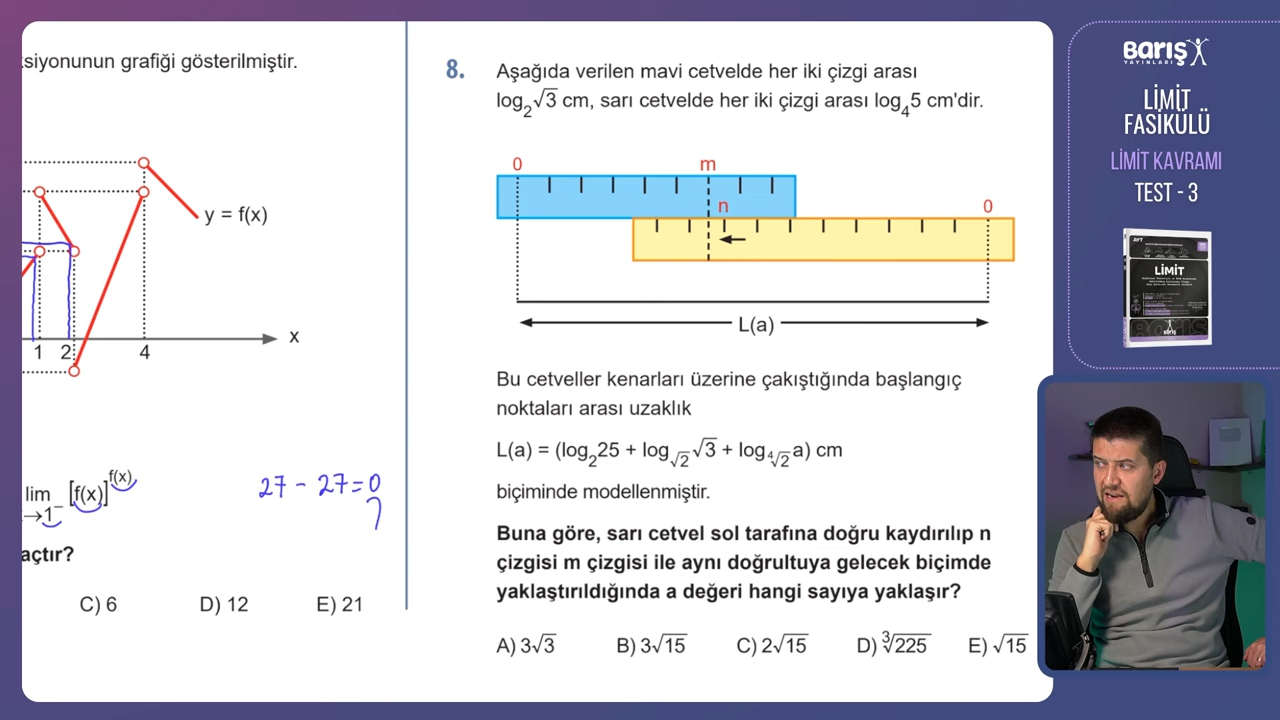 siyonunun grafiği gösterilmiştir.
y = f(x)
x
1 2 4
lim [f(x)]^f(x)
→1⁻
27 - 27 = 0
açtır?
C) 6 D) 12 E) 21
8. Aşağıda verilen mavi cetvelde her iki çizgi arası
log₂√3 cm, sarı cetvelde her iki çizgi arası log₄5 cm'dir.
0 m
n 0
L(a)
Bu cetveller kenarları üzerine çakıştığında başlangıç
noktaları arası uzaklık
L(a) = (log₂25 + log_√2 √3 + log_∜2 a) cm
biçiminde modellenmiştir.
Buna göre, sarı cetvel sol tarafına doğru kaydırılıp n
çizgisi m çizgisi ile aynı doğrultuya gelecek biçimde
yaklaştırıldığında a değeri hangi sayıya yaklaşır?
A) 3√3 B) 3√15 C) 2√15 D) ∛225 E) √15
BARIŞ
YAYINLARI
LİMİT
FASİKÜLÜ
LİMİT KAVRAMI
TEST - 3
AYT
LİMİT
BARIŞ